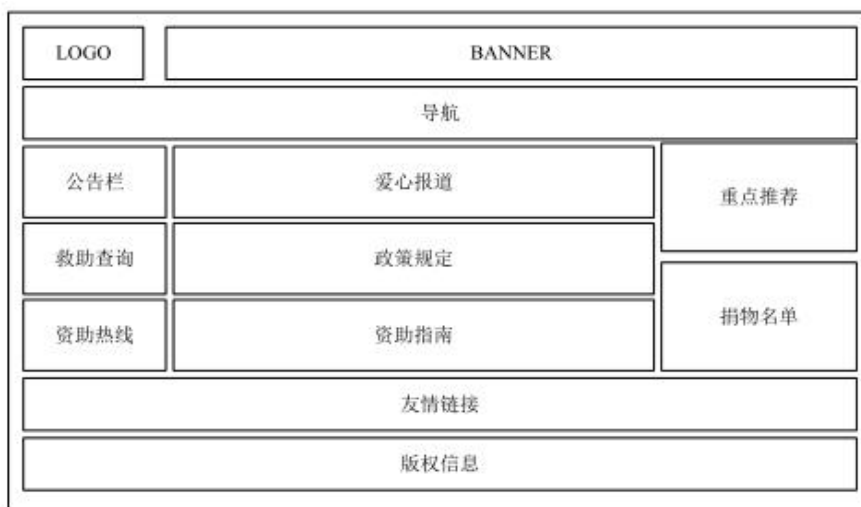 LOGO
BANNER
导航
公告栏
爱心报道
重点推荐
救助查询
政策规定
捐物名单
资助热线
资助指南
友情链接
版权信息